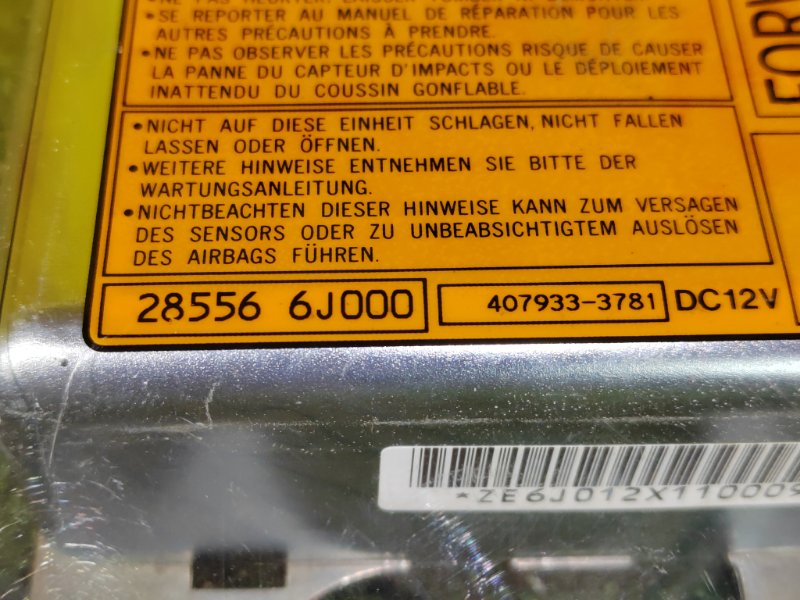 •SE REPORTER AU MANUEL DE RÉPARATION POUR LES
AUTRES PRÉCAUTIONS À PRENDRE.
•NE PAS OBSERVER LES PRÉCAUTIONS RISQUE DE CAUSER
LA PANNE DU CAPTEUR D'IMPACTS OU LE DÉPLOIEMENT
INATTENDU DU COUSSIN GONFLABLE.
•NICHT AUF DIESE EINHEIT SCHLAGEN, NICHT FALLEN
LASSEN ODER ÖFFNEN.
•WEITERE HINWEISE ENTNEHMEN SIE BITTE DER
WARTUNGSANLEITUNG.
•NICHTBEACHTEN DIESER HINWEISE KANN ZUM VERSAGEN
DES SENSORS ODER ZU UNBEABSICHTIGTEM AUSLÖSEN
DES AIRBAGS FÜHREN.
28556 6J000
407933-3781
DC12V
FOR
*ZE6J012X110009